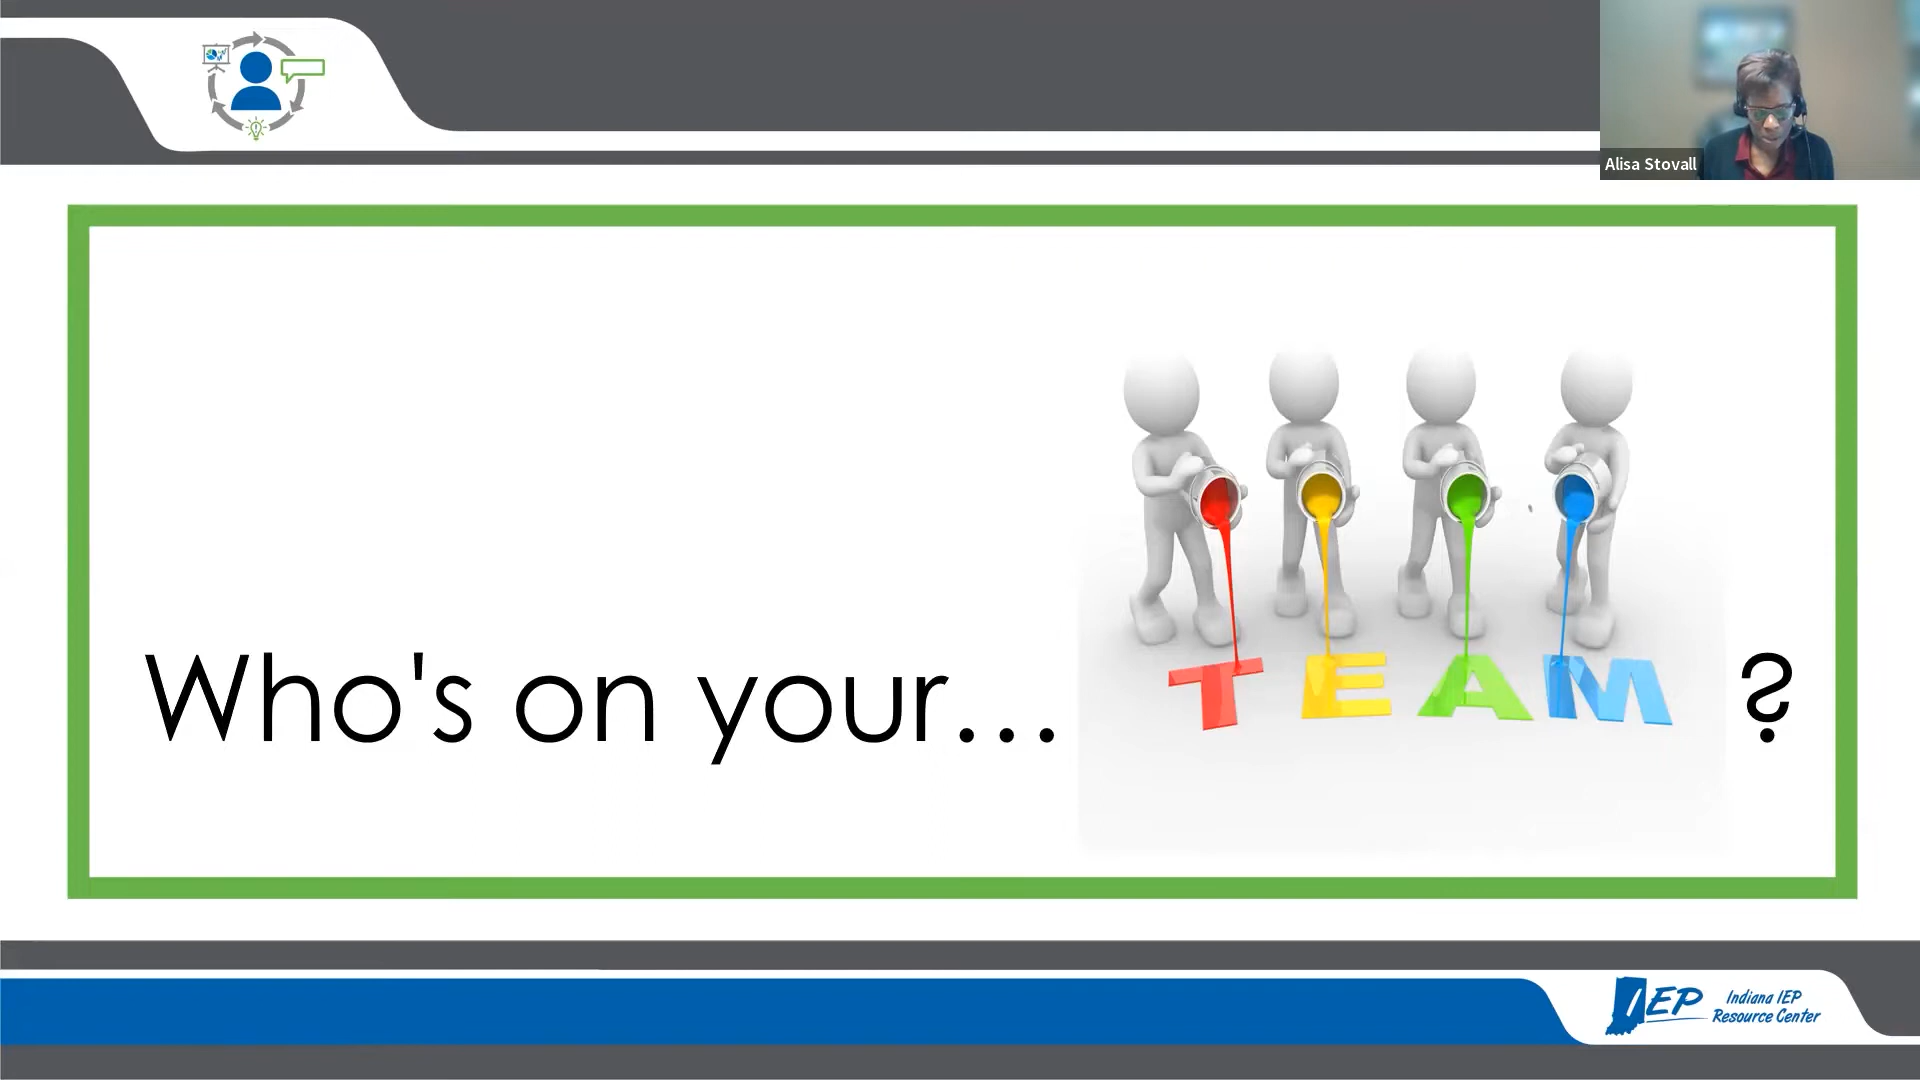 Alisa Stovall
Who's on your... TEAM ?
IEP Indiana IEP
Resource Center